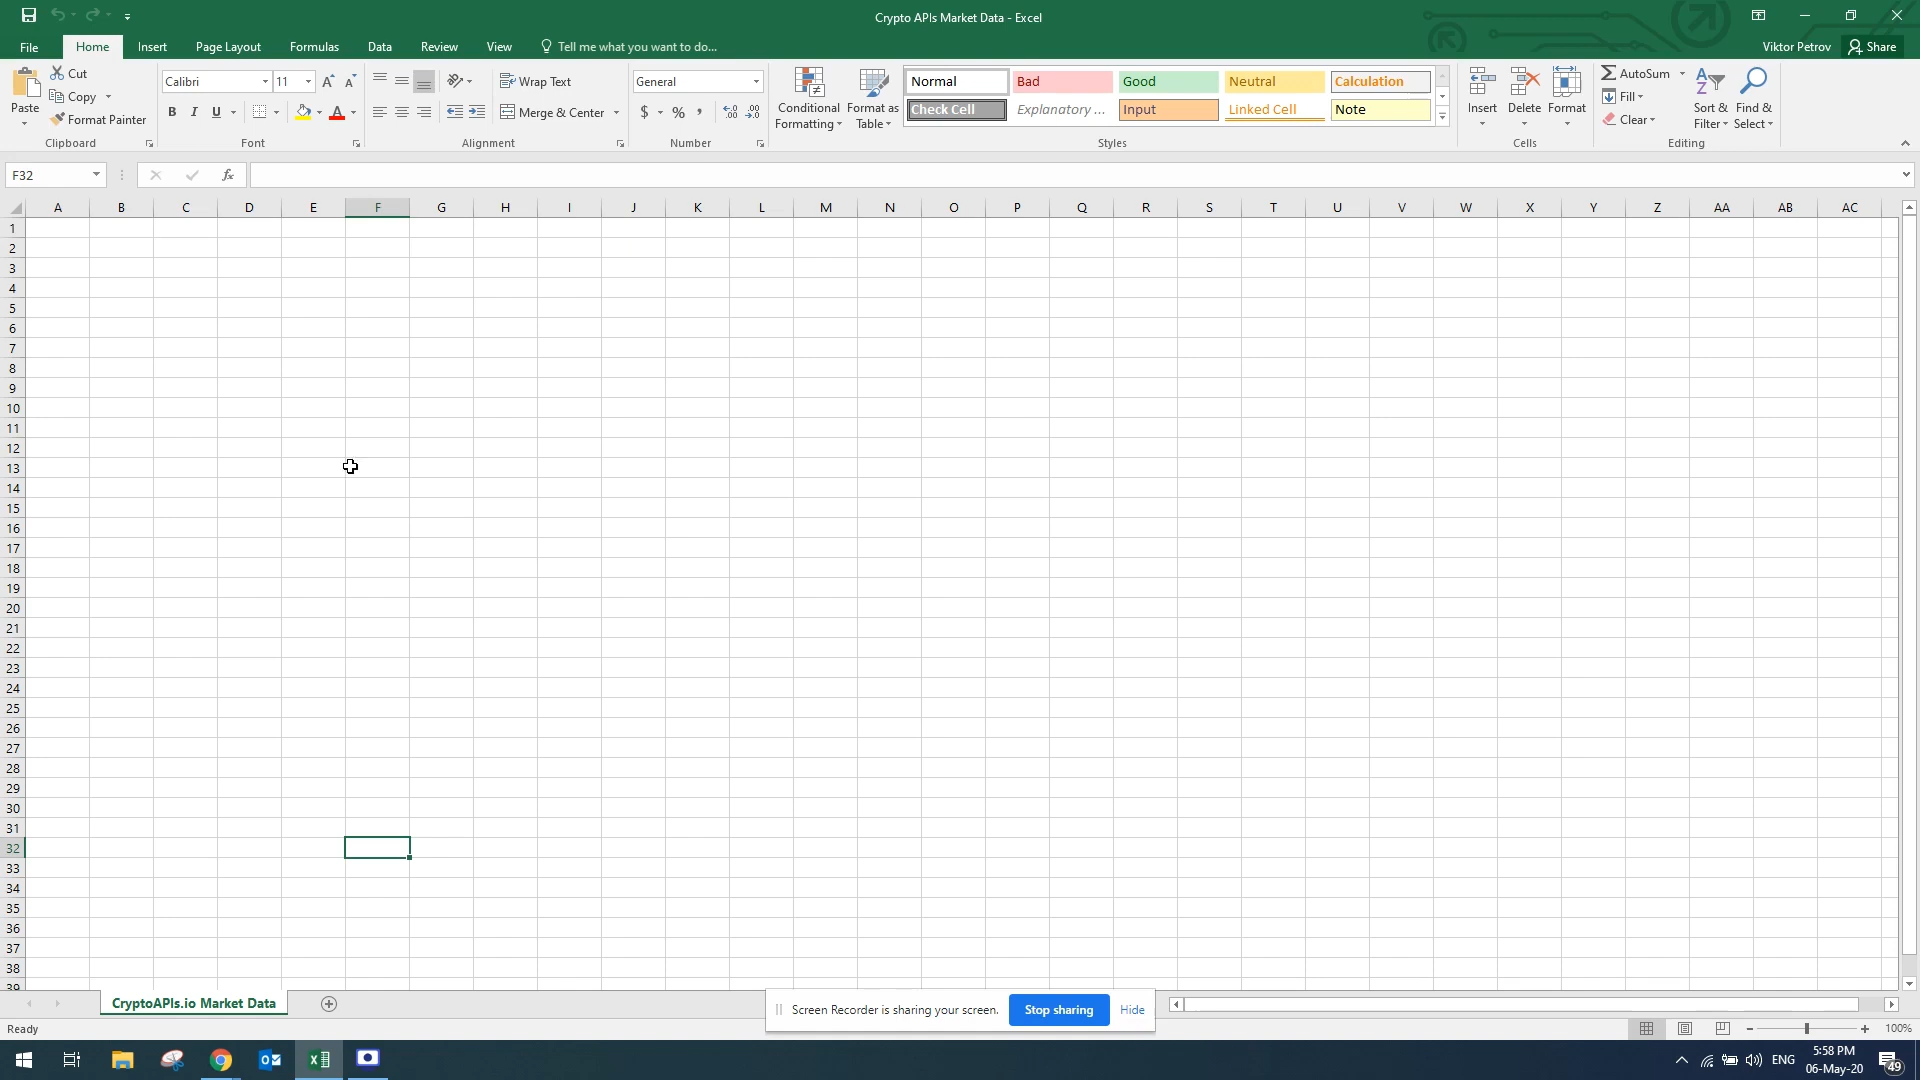 Crypto APIs Market Data - Excel
File Home Insert Page Layout Formulas Data Review View Tell me what you want to do... Viktor Petrov Share
Paste Cut Copy Format Painter
Calibri 11
B I U A
Wrap Text
Merge & Center
General
$ % ,
Conditional Formatting Format as Table
Normal Bad Good Neutral Calculation
Check Cell Explanatory ... Input Linked Cell Note
Insert Delete Format
AutoSum Fill Clear
Sort & Filter Find & Select
Clipboard Font Alignment Number Styles Cells Editing
F32 fx
A B C D E F G H I J K L M N O P Q R S T U V W X Y Z AA AB AC
1
2
3
4
5
6
7
8
9
10
11
12
13
14
15
16
17
18
19
20
21
22
23
24
25
26
27
28
29
30
31
32
33
34
35
36
37
38
39
CryptoAPIs.io Market Data
Screen Recorder is sharing your screen. Stop sharing Hide
Ready 100%
ENG 5:58 PM
06-May-20 49